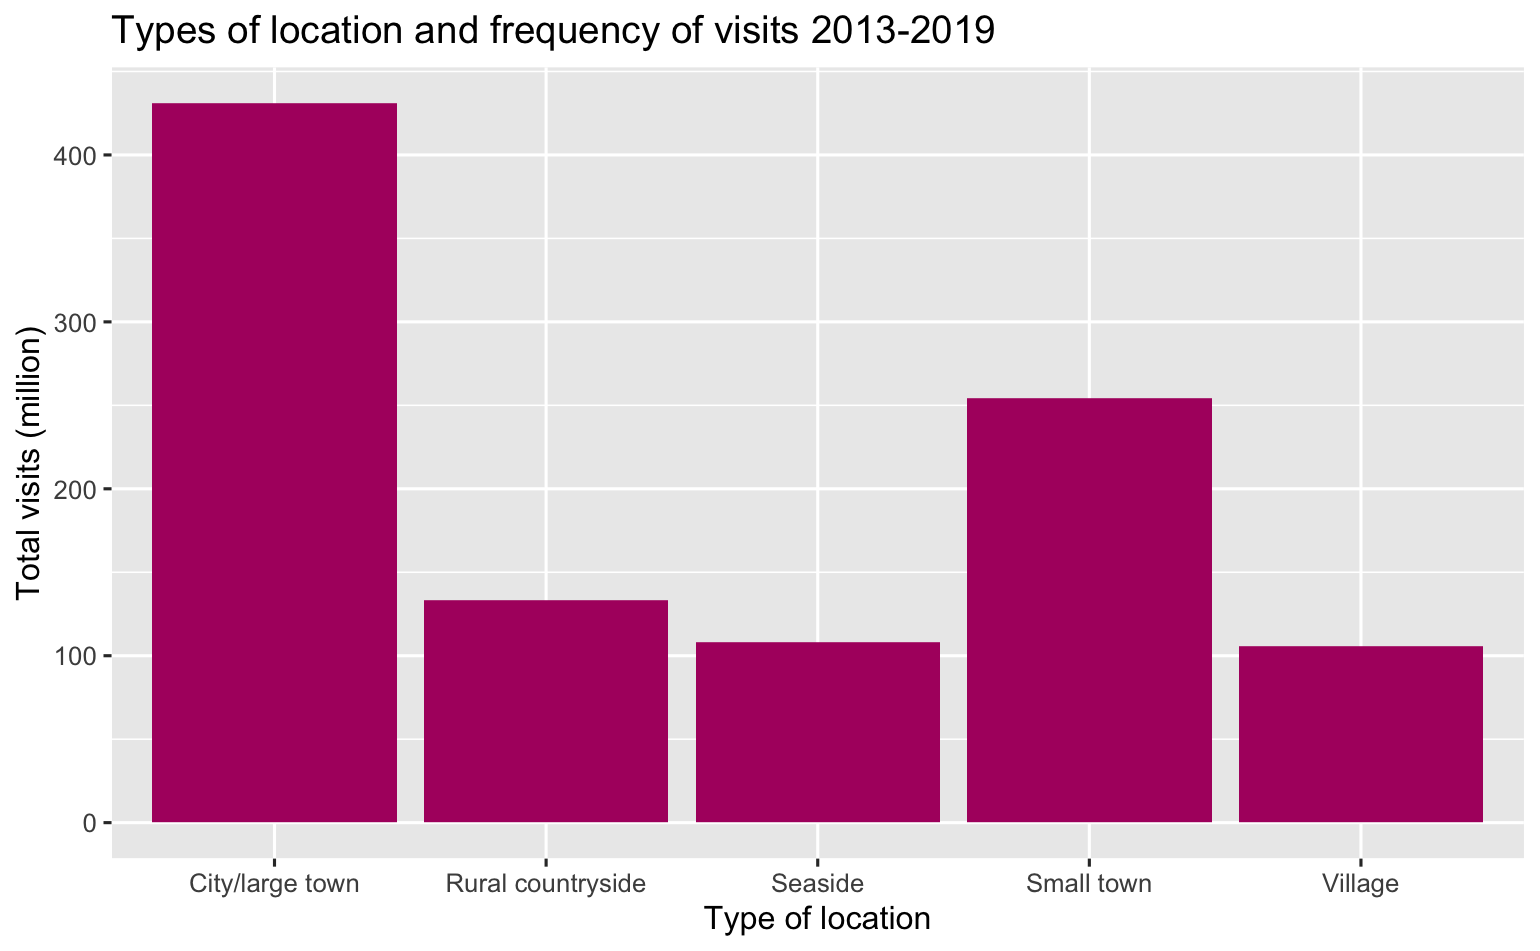 Types of location and frequency of visits 2013-2019
Total visits (million)
400
300
200
100
0
City/large town
Rural countryside
Seaside
Small town
Village
Type of location